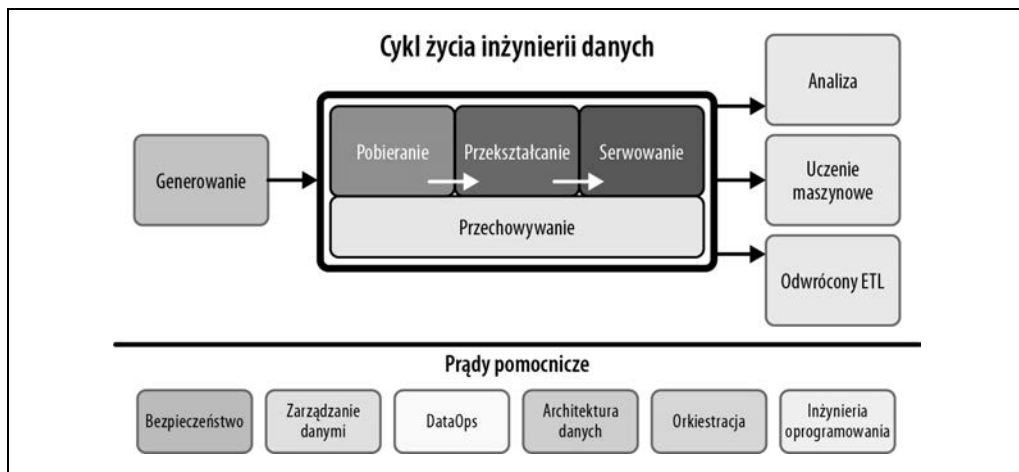 Cykl życia inżynierii danych
Generowanie
Pobieranie
Przekształcanie
Serwowanie
Przechowywanie
Analiza
Uczenie
maszynowe
Odwrócony ETL
Prądy pomocnicze
Bezpieczeństwo
Zarządzanie
danymi
DataOps
Architektura
danych
Orkiestracja
Inżynieria
oprogramowania